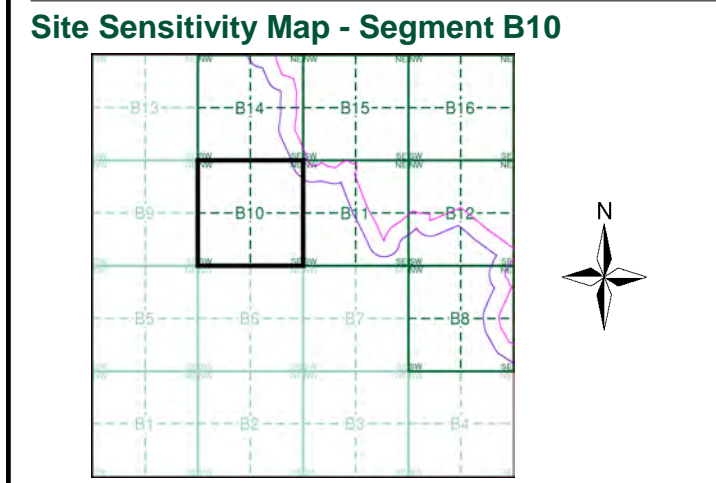 Site Sensitivity Map - Segment B10
B13 B14 B15 B16
B9 B10 B11 B12
N
B5 B6 B7 B8
B1 B2 B3 B4